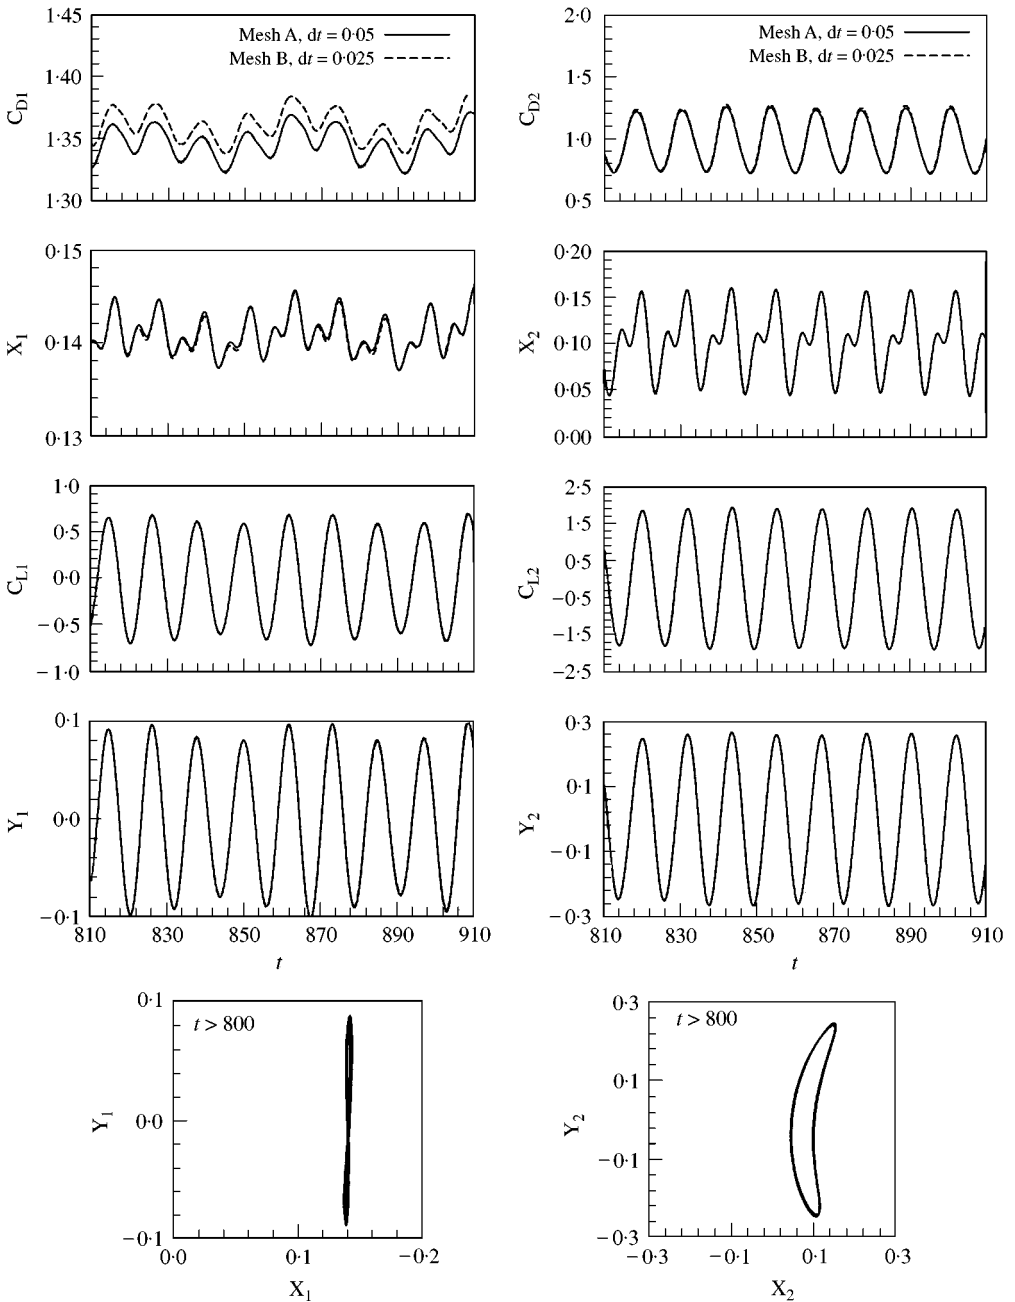 1·45
1·40
1·35
1·30
C_D1
Mesh A, dt = 0·05
Mesh B, dt = 0·025
2·0
1·5
1·0
0·5
C_D2
Mesh A, dt = 0·05
Mesh B, dt = 0·025
0·15
0·14
0·13
X_1
0·20
0·15
0·10
0·05
0·00
X_2
1·0
0·5
0·0
−0·5
−1·0
C_L1
2·5
1·5
0·5
−0·5
−1·5
−2·5
C_L2
0·1
0·0
−0·1
Y_1
810 830 850 870 890 910
t
0·3
0·1
−0·1
−0·3
Y_2
810 830 850 870 890 910
t
0·1
0·0
−0·1
Y_1
t > 800
0·0 0·1 −0·2
X_1
0·3
0·1
−0·1
−0·3
Y_2
t > 800
−0·3 −0·1 0·1 0·3
X_2